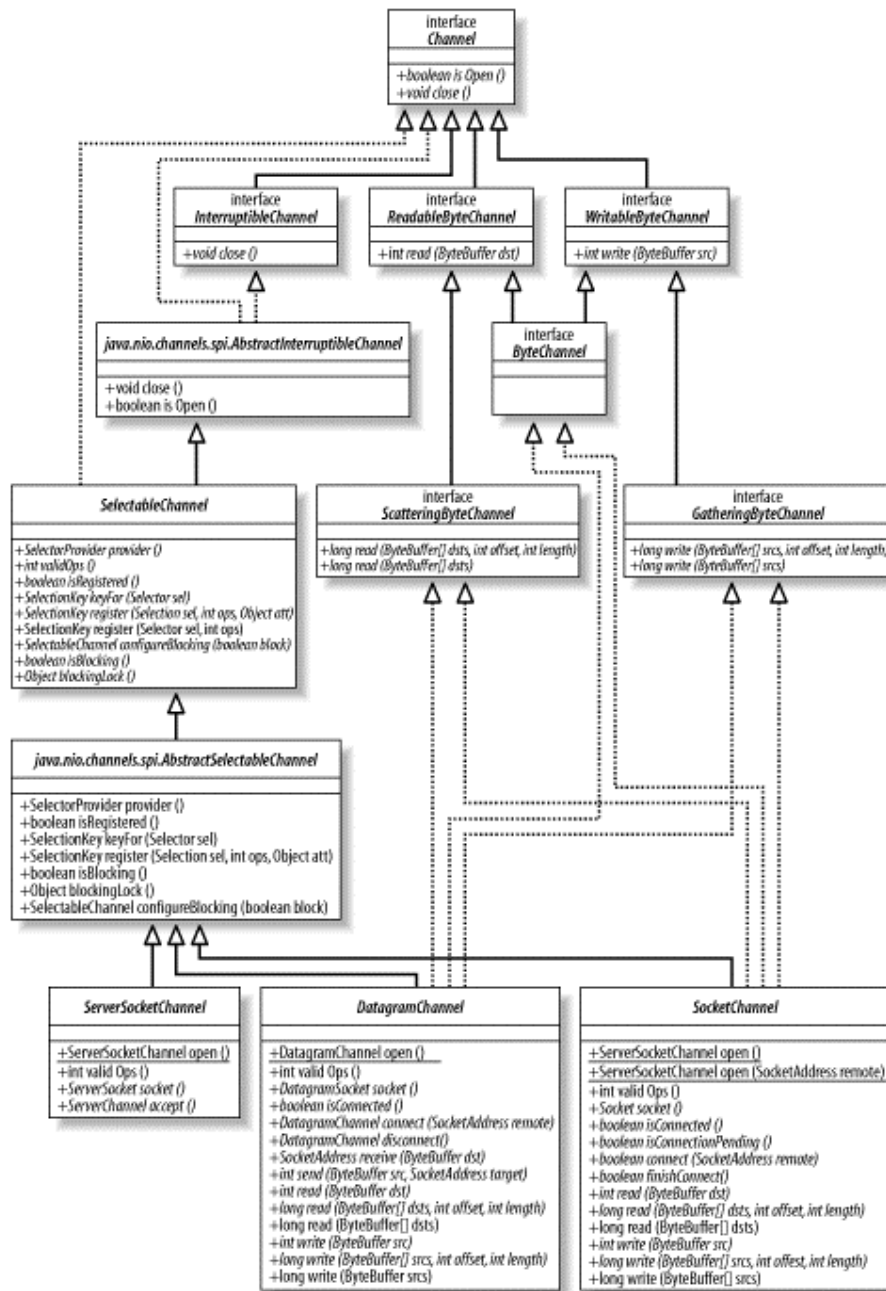 interface
Channel
+boolean is Open ()
+void close ()
interface
InterruptibleChannel
+void close ()
interface
ReadableByteChannel
+int read (ByteBuffer dst)
interface
WritableByteChannel
+int write (ByteBuffer src)
java.nio.channels.spi.AbstractInterruptibleChannel
+void close ()
+boolean is Open ()
interface
ByteChannel
SelectableChannel
+SelectorProvider provider ()
+int validOps ()
+boolean isRegistered ()
+SelectionKey keyFor (Selector sel)
+SelectionKey register (Selection sel, int ops, Object att)
+SelectionKey register (Selector sel, int ops)
+SelectableChannel configureBlocking (boolean block)
+boolean isBlocking ()
+Object blockingLock ()
interface
ScatteringByteChannel
+long read (ByteBuffer[] dsts, int offset, int length)
+long read (ByteBuffer[] dsts)
interface
GatheringByteChannel
+long write (ByteBuffer[] srcs, int offset, int length,
+long write (ByteBuffer[] srcs)
java.nio.channels.spi.AbstractSelectableChannel
+SelectorProvider provider ()
+boolean isRegistered ()
+SelectionKey keyFor (Selector sel)
+SelectionKey register (Selection sel, int ops, Object att)
+boolean isBlocking ()
+Object blockingLock ()
+SelectableChannel configureBlocking (boolean block)
ServerSocketChannel
+ServerSocketChannel open ()
+int valid Ops ()
+ServerSocket socket ()
+ServerChannel accept ()
DatagramChannel
+DatagramChannel open ()
+int valid Ops ()
+DatagramSocket socket ()
+boolean isConnected ()
+DatagramChannel connect (SocketAddress remote)
+DatagramChannel disconnect()
+SocketAddress receive (ByteBuffer dst)
+int send (ByteBuffer src, SocketAddress target)
+int read (ByteBuffer dst)
+long read (ByteBuffer[] dsts, int offset, int length)
+long read (ByteBuffer[] dsts)
+int write (ByteBuffer src)
+long write (ByteBuffer[] srcs, int offset, int length)
+long write (ByteBuffer srcs)
SocketChannel
+ServerSocketChannel open ()
+ServerSocketChannel open (SocketAddress remote)
+int valid Ops ()
+Socket socket ()
+boolean isConnected ()
+boolean isConnectionPending ()
+boolean connect (SocketAddress remote)
+boolean finishConnect()
+int read (ByteBuffer dst)
+long read (ByteBuffer[] dsts, int offset, int length)
+long read (ByteBuffer[] dsts)
+int write (ByteBuffer src)
+long write (ByteBuffer[] srcs, int offest, int length)
+long write (ByteBuffer[] srcs)